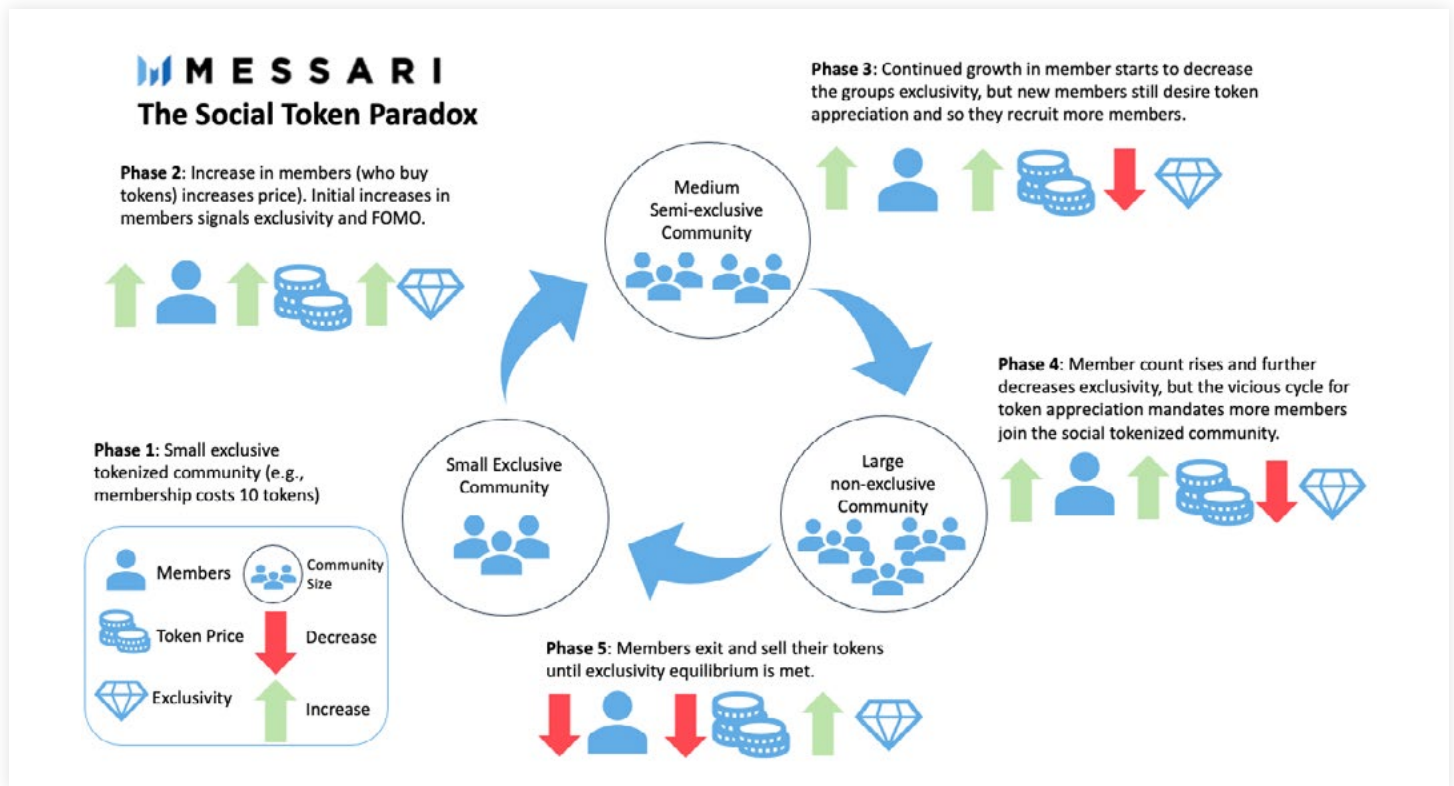 MESSARI
The Social Token Paradox
Phase 2: Increase in members (who buy
tokens) increases price). Initial increases in
members signals exclusivity and FOMO.
Phase 3: Continued growth in member starts to decrease
the groups exclusivity, but new members still desire token
appreciation and so they recruit more members.
Medium
Semi-exclusive
Community
Phase 4: Member count rises and further
decreases exclusivity, but the vicious cycle for
token appreciation mandates more members
join the social tokenized community.
Phase 1: Small exclusive
tokenized community (e.g.,
membership costs 10 tokens)
Small Exclusive
Community
Large
non-exclusive
Community
Members
Community
Size
Token Price
Decrease
Exclusivity
Increase
Phase 5: Members exit and sell their tokens
until exclusivity equilibrium is met.